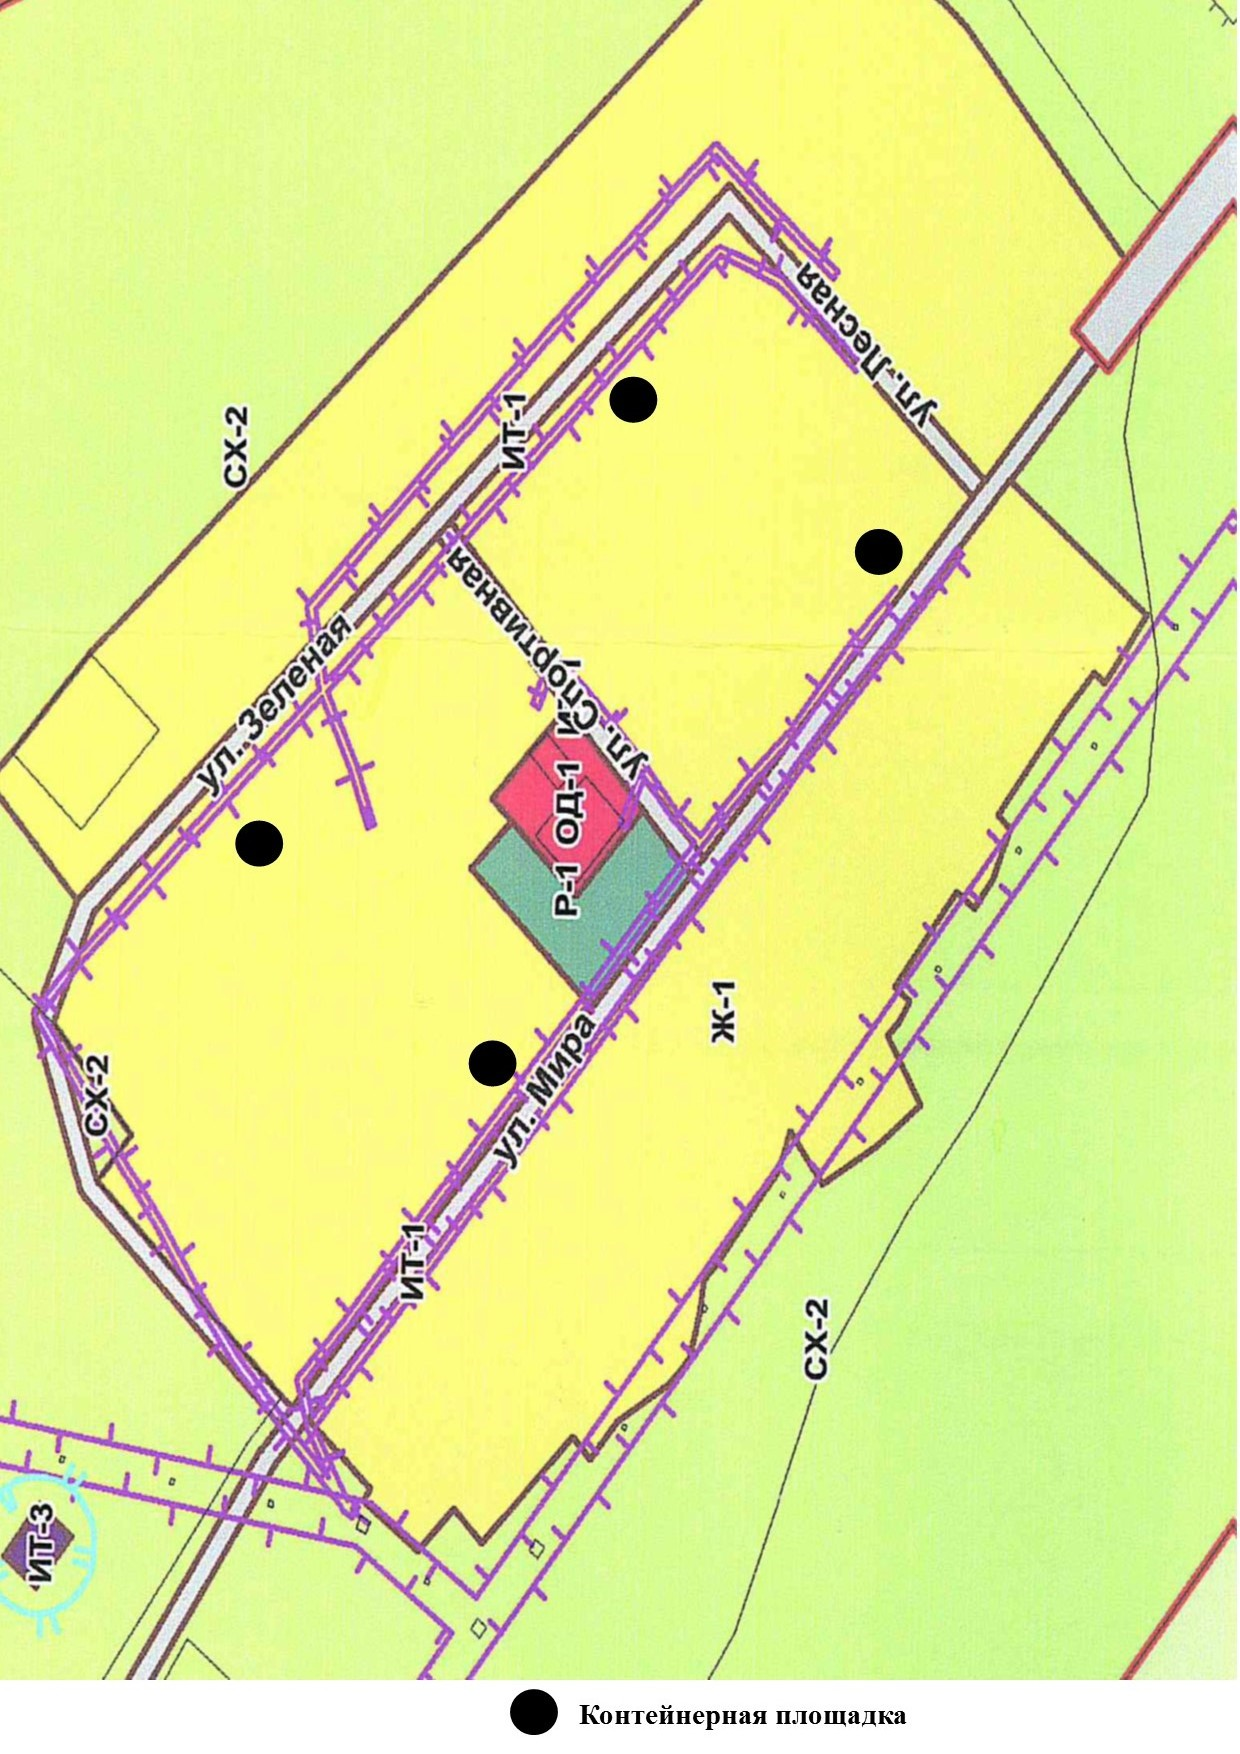 СХ-2
ИТ-1
ул. Лесная
ул. Зеленая
ул. Спортивная
И
ОД-1
Р-1
ул. Мира
Ж-1
СХ-2
ИТ-1
СХ-2
ИТ-3
Контейнерная площадка